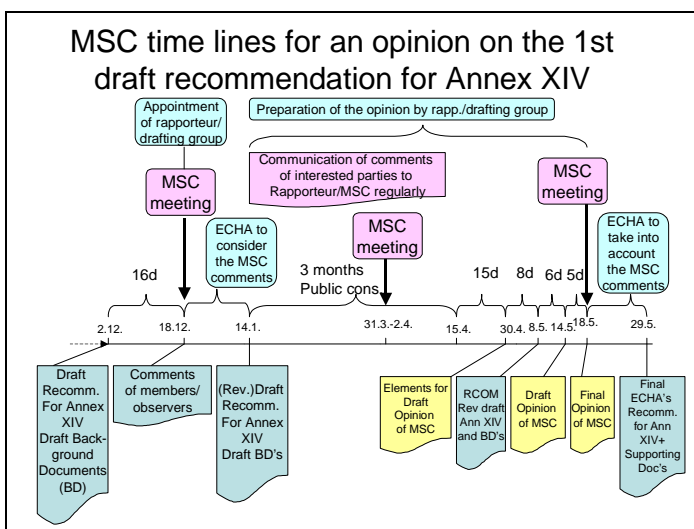 MSC time lines for an opinion on the 1st
draft recommendation for Annex XIV
Appointment
of rapporteur/
drafting group
Preparation of the opinion by rapp./drafting group
Communication of comments
of interested parties to
Rapporteur/MSC regularly
MSC
meeting
MSC
meeting
MSC
meeting
ECHA to
consider
the MSC
comments
ECHA to
take into
account
the MSC
comments
16d
3 months
Public cons.
15d
8d
6d
5d
2.12.
18.12.
14.1.
31.3.-2.4.
15.4.
30.4.
8.5.
14.5.
18.5.
29.5.
Draft
Recomm.
For Annex
XIV
Draft Back-
ground
Documents
(BD)
Comments
of members/
observers
(Rev.)Draft
Recomm.
For Annex
XIV
Draft BD's
Elements for
Draft
Opinion
of MSC
RCOM
Rev draft
Ann XIV
and BD's
Draft
Opinion
of MSC
Final
Opinion
of MSC
Final
ECHA's
Recomm.
for Ann
XIV+
Supporting
Doc's